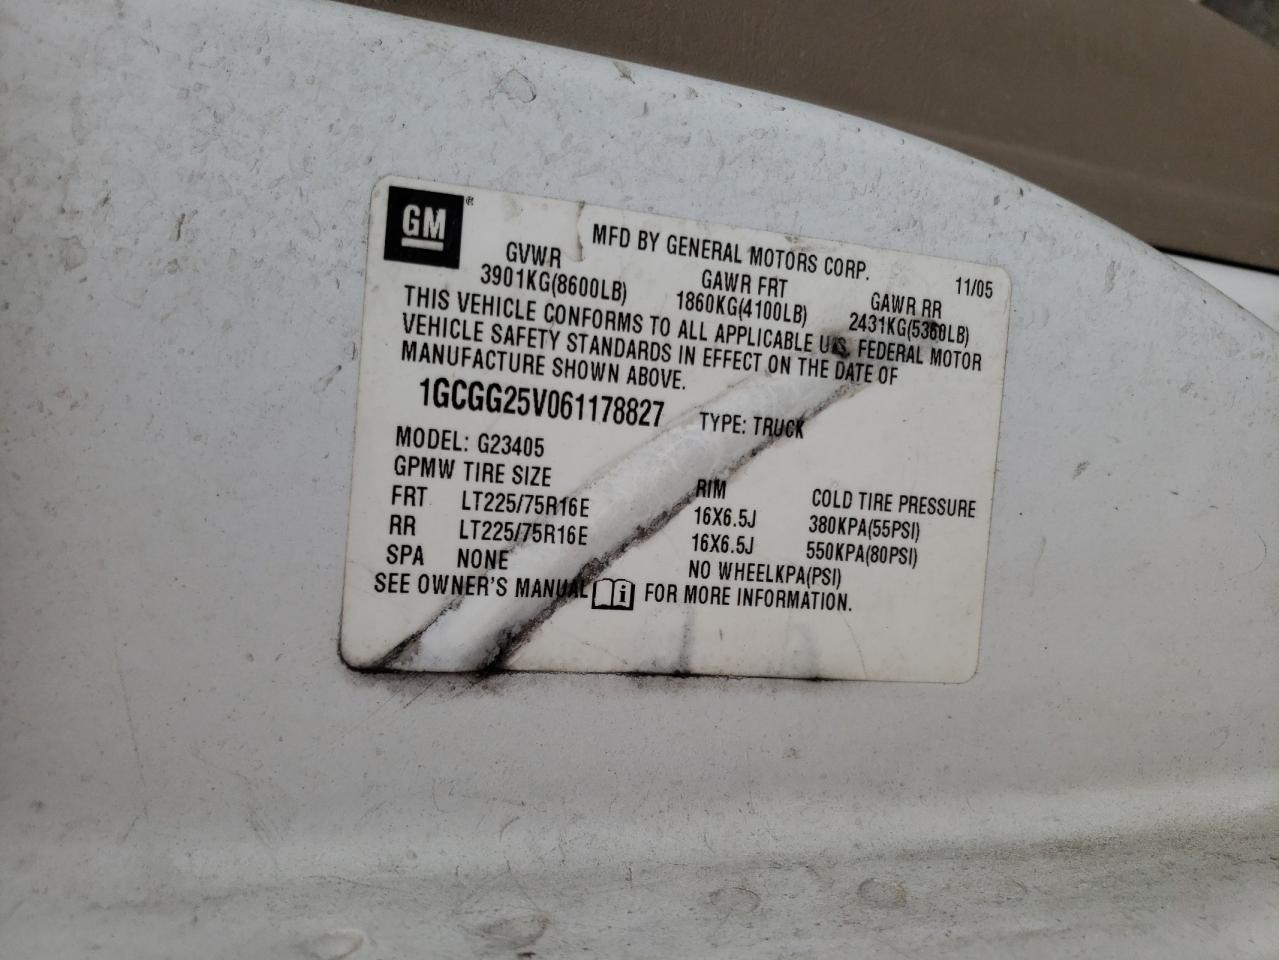 GM®
MFD BY GENERAL MOTORS CORP.
11/05
GVWR GAWR FRT GAWR RR
3901KG(8600LB) 1860KG(4100LB) 2431KG(5360LB)
THIS VEHICLE CONFORMS TO ALL APPLICABLE U.S. FEDERAL MOTOR
VEHICLE SAFETY STANDARDS IN EFFECT ON THE DATE OF
MANUFACTURE SHOWN ABOVE.
1GCGG25V061178827 TYPE: TRUCK
MODEL: G23405
GPMW TIRE SIZE RIM COLD TIRE PRESSURE
FRT LT225/75R16E 16X6.5J 380KPA(55PSI)
RR LT225/75R16E 16X6.5J 550KPA(80PSI)
SPA NONE NO WHEELKPA(PSI)
SEE OWNER'S MANUAL i FOR MORE INFORMATION.